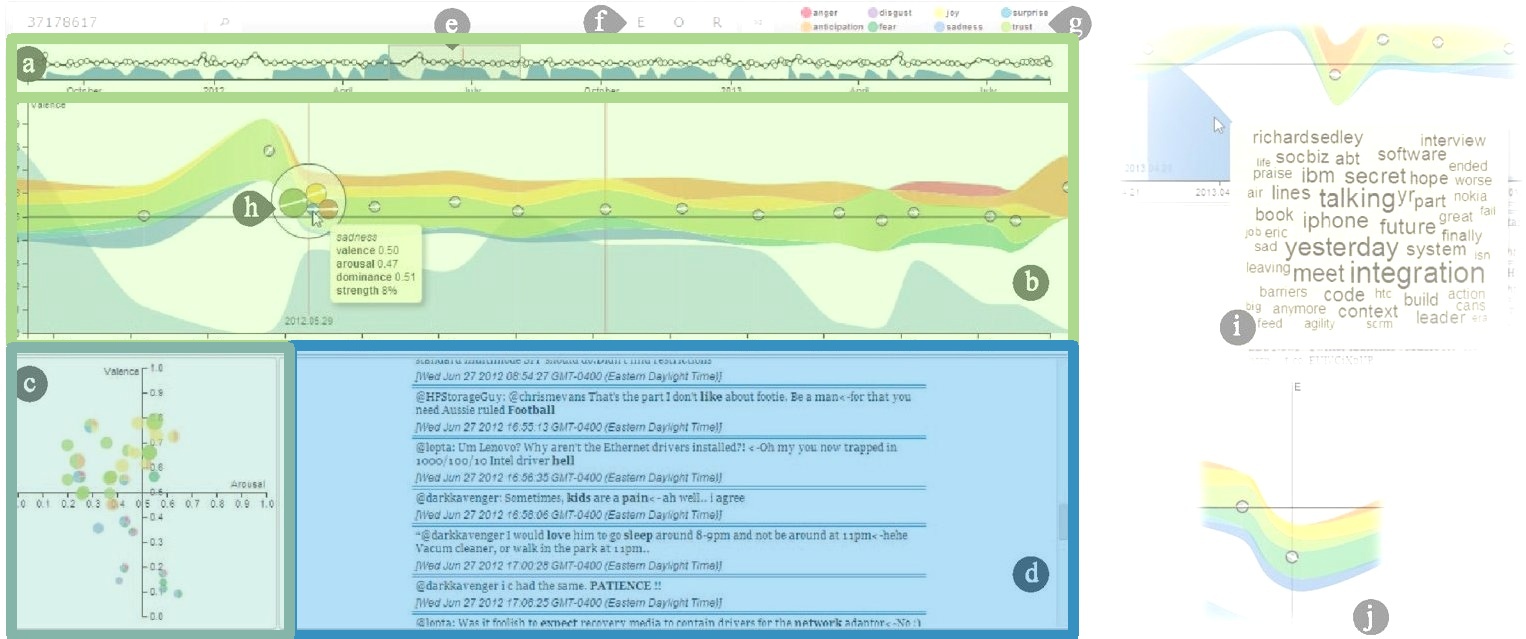 37178617
e
f
E O R
anger disgust joy surprise
anticipation fear sadness trust
g
a
October 2012 April July October 2013 April July
Valence
h
sadness
valence 0.50
arousal 0.47
dominance 0.51
strength 8%
2012.05.29
b
c
Valence
1.0
0.9
0.8
0.7
0.6
0.5
Arousal
.0 0.1 0.2 0.3 0.4 0.5 0.6 0.7 0.8 0.9 1.0
0.4
0.3
0.2
0.1
0.0
[Wed Jun 27 2012 08:54:27 GMT-0400 (Eastern Daylight Time)]
@HPStorageGuy: @chrismevans That's the part I don't like about footie. Be a man<-for that you
need Aussie ruled Football
[Wed Jun 27 2012 16:55:13 GMT-0400 (Eastern Daylight Time)]
@lopta: Um Lenovo? Why aren't the Ethernet drivers installed?! <-Oh my you now trapped in
1000/100/10 Intel driver hell
[Wed Jun 27 2012 16:56:35 GMT-0400 (Eastern Daylight Time)]
@darkkavenger: Sometimes, kids are a pain<-ah well.. i agree
[Wed Jun 27 2012 16:58:06 GMT-0400 (Eastern Daylight Time)]
"@darkkavenger I would love him to go sleep around 8-9pm and not be around at 11pm<-hehe
Vacum cleaner, or walk in the park at 11pm..
[Wed Jun 27 2012 17:00:28 GMT-0400 (Eastern Daylight Time)]
@darkkavenger i c had the same. PATIENCE !!
[Wed Jun 27 2012 17:06:25 GMT-0400 (Eastern Daylight Time)]
@lopta: Was it foolish to expect recovery media to contain drivers for the network adaptor<-No :)
d
2013.04
richardsedley interview
life socbiz abt software ended
praise ibm secret hope worse
air lines talking yr part nokia
book iphone future great fail
job eric finally
sad yesterday system isn
leaving meet integration
barriers code htc build action
big anymore context leader cans
feed agility scrm era
i
E
j